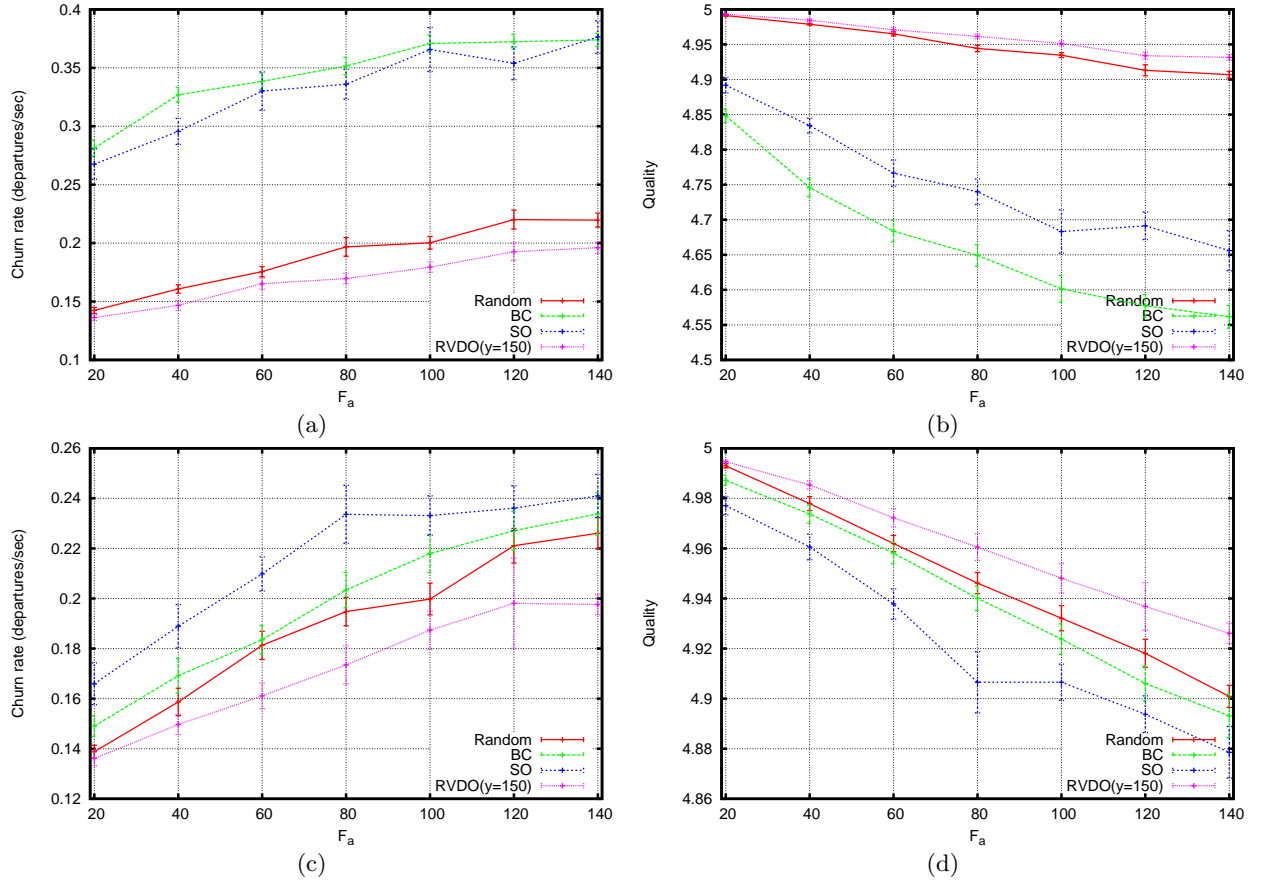 0.4
0.35
0.3
0.25
0.2
0.15
0.1
Churn rate (departures/sec)
Random
BC
SO
RVDO(y=150)
20 40 60 80 100 120 140
F_a
(a)
5
4.95
4.9
4.85
4.8
4.75
4.7
4.65
4.6
4.55
4.5
Quality
Random
BC
SO
RVDO(y=150)
20 40 60 80 100 120 140
F_a
(b)
0.26
0.24
0.22
0.2
0.18
0.16
0.14
0.12
Churn rate (departures/sec)
Random
BC
SO
RVDO(y=150)
20 40 60 80 100 120 140
F_a
(c)
5
4.98
4.96
4.94
4.92
4.9
4.88
4.86
Quality
Random
BC
SO
RVDO(y=150)
20 40 60 80 100 120 140
F_a
(d)